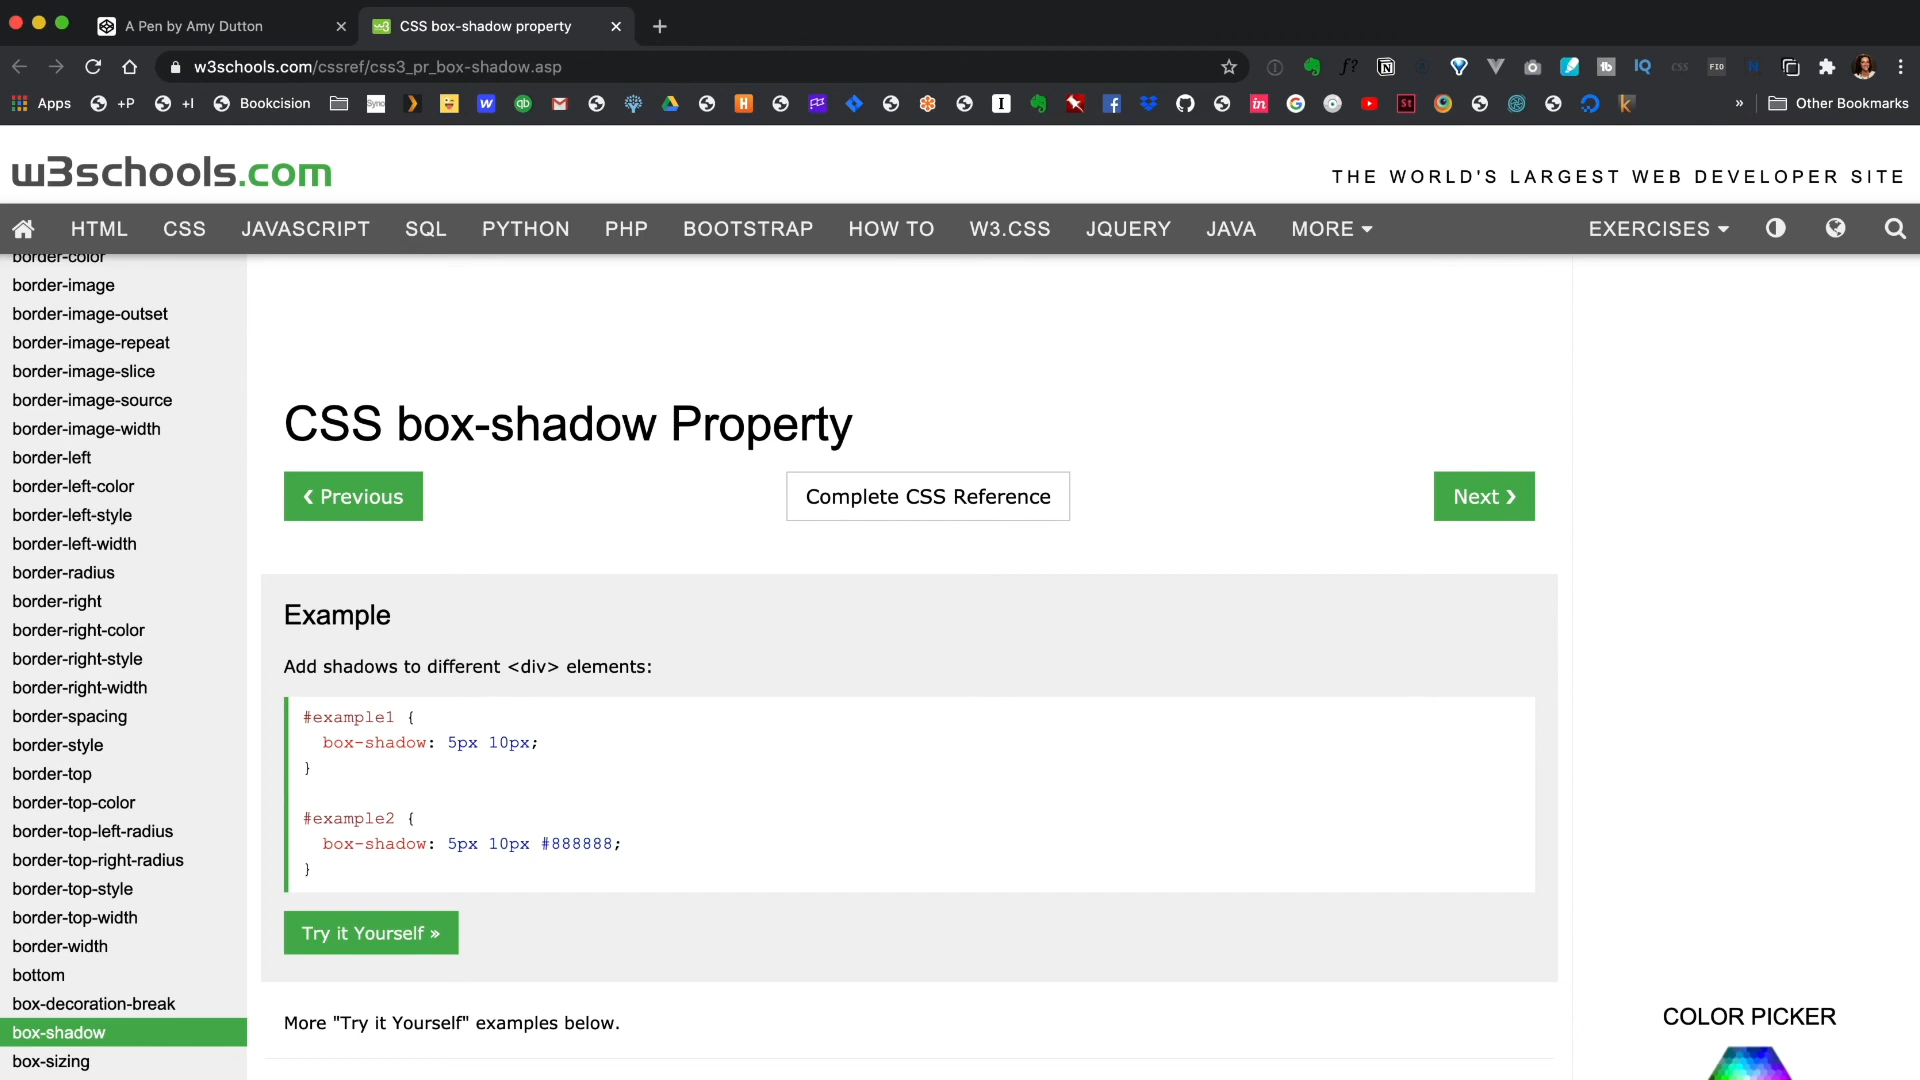 A Pen by Amy Dutton
CSS box-shadow property
w3schools.com/cssref/css3_pr_box-shadow.asp
Apps
+P
+I
Bookcision
Other Bookmarks
w3schools.com
THE WORLD'S LARGEST WEB DEVELOPER SITE
HTML CSS JAVASCRIPT SQL PYTHON PHP BOOTSTRAP HOW TO W3.CSS JQUERY JAVA MORE EXERCISES
border-color
border-image
border-image-outset
border-image-repeat
border-image-slice
border-image-source
border-image-width
border-left
border-left-color
border-left-style
border-left-width
border-radius
border-right
border-right-color
border-right-style
border-right-width
border-spacing
border-style
border-top
border-top-color
border-top-left-radius
border-top-right-radius
border-top-style
border-top-width
border-width
bottom
box-decoration-break
box-shadow
box-sizing
CSS box-shadow Property
❮ Previous
Complete CSS Reference
Next ❯
Example
Add shadows to different <div> elements:
#example1 {
box-shadow: 5px 10px;
}
#example2 {
box-shadow: 5px 10px #888888;
}
Try it Yourself »
More "Try it Yourself" examples below.
COLOR PICKER